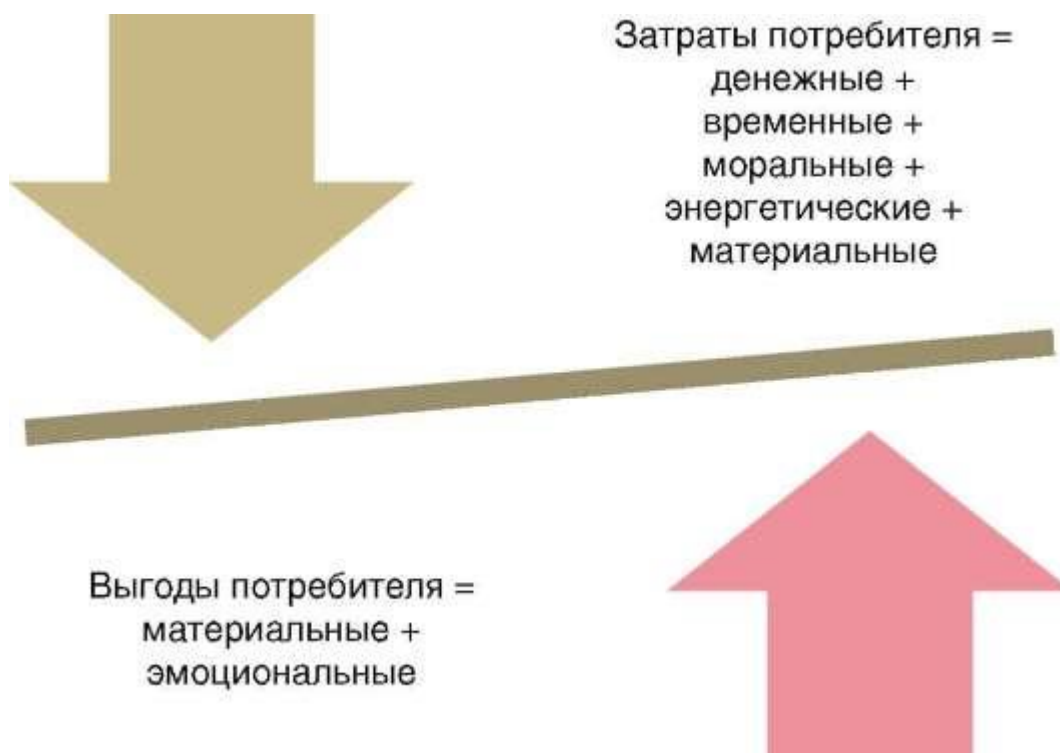 Затраты потребителя =
денежные +
временные +
моральные +
энергетические +
материальные
Выгоды потребителя =
материальные +
эмоциональные